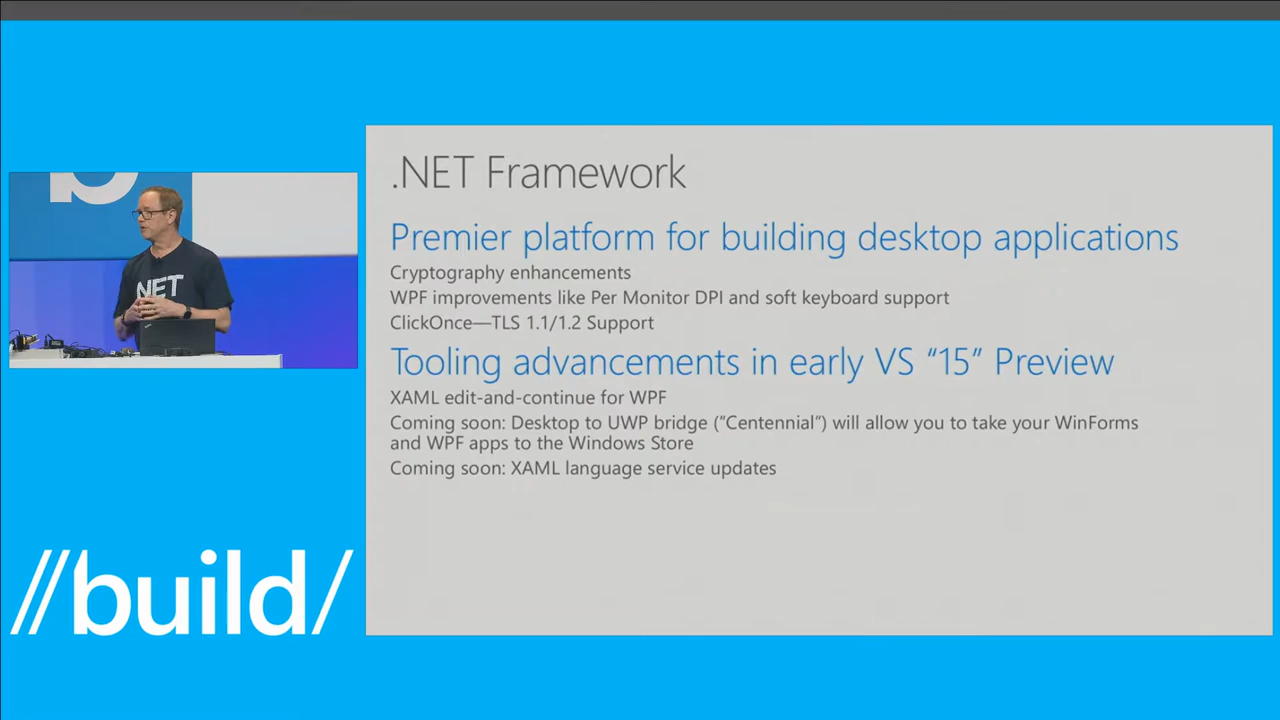 .NET Framework
Premier platform for building desktop applications
Cryptography enhancements
WPF improvements like Per Monitor DPI and soft keyboard support
ClickOnce—TLS 1.1/1.2 Support
Tooling advancements in early VS “15” Preview
XAML edit-and-continue for WPF
Coming soon: Desktop to UWP bridge (“Centennial”) will allow you to take your WinForms
and WPF apps to the Windows Store
Coming soon: XAML language service updates
b
.NET
//build/